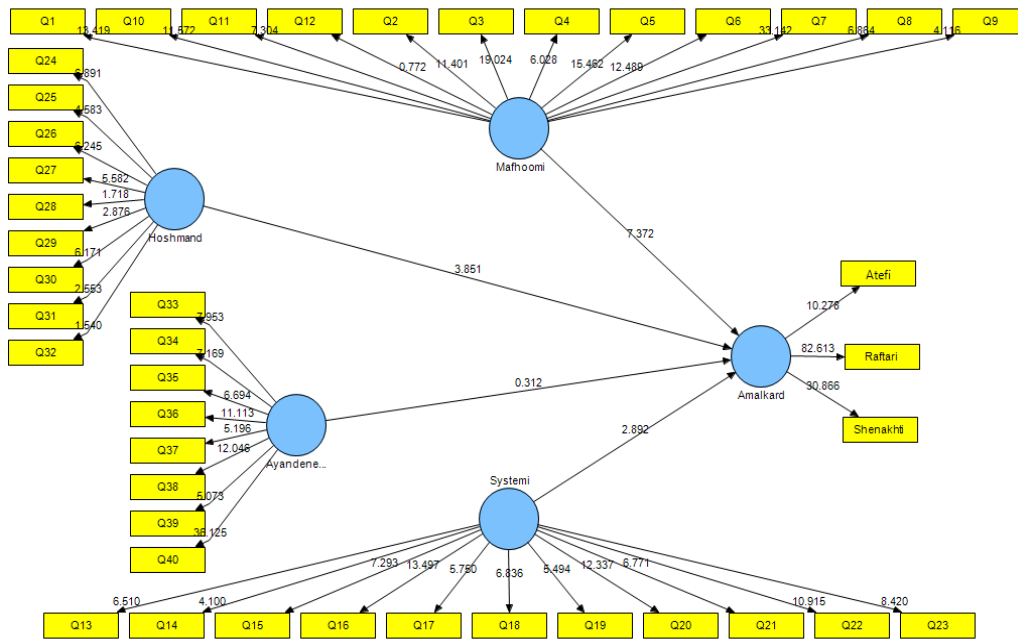 Q1 Q10 Q11 Q12 Q2 Q3 Q4 Q5 Q6 Q7 Q8 Q9
13.419 11.572 7.304 0.772 11.401 19.024 6.028 15.462 12.489 33.142 6.864 4.116
Mafhoomi
Q24
6.891
Q25
4.583
Q26
6.245
Q27
5.582
Q28
1.718
Q29
2.876
Q30
6.171
Q31
2.553
Q32
1.540
Hoshmand
7.372
3.851
Q33
7.953
Q34
7.169
Q35
6.694
Q36
11.113
Q37
5.196
Q38
12.046
Q39
5.073
Q40
36.125
Ayandene...
0.312
2.892
Atefi
10.276
Raftari
82.613
Shenakhti
30.866
Amalkard
Systemi
6.510 4.100 7.293 13.497 5.750 6.836 5.494 12.337 6.771 10.915 8.420
Q13 Q14 Q15 Q16 Q17 Q18 Q19 Q20 Q21 Q22 Q23